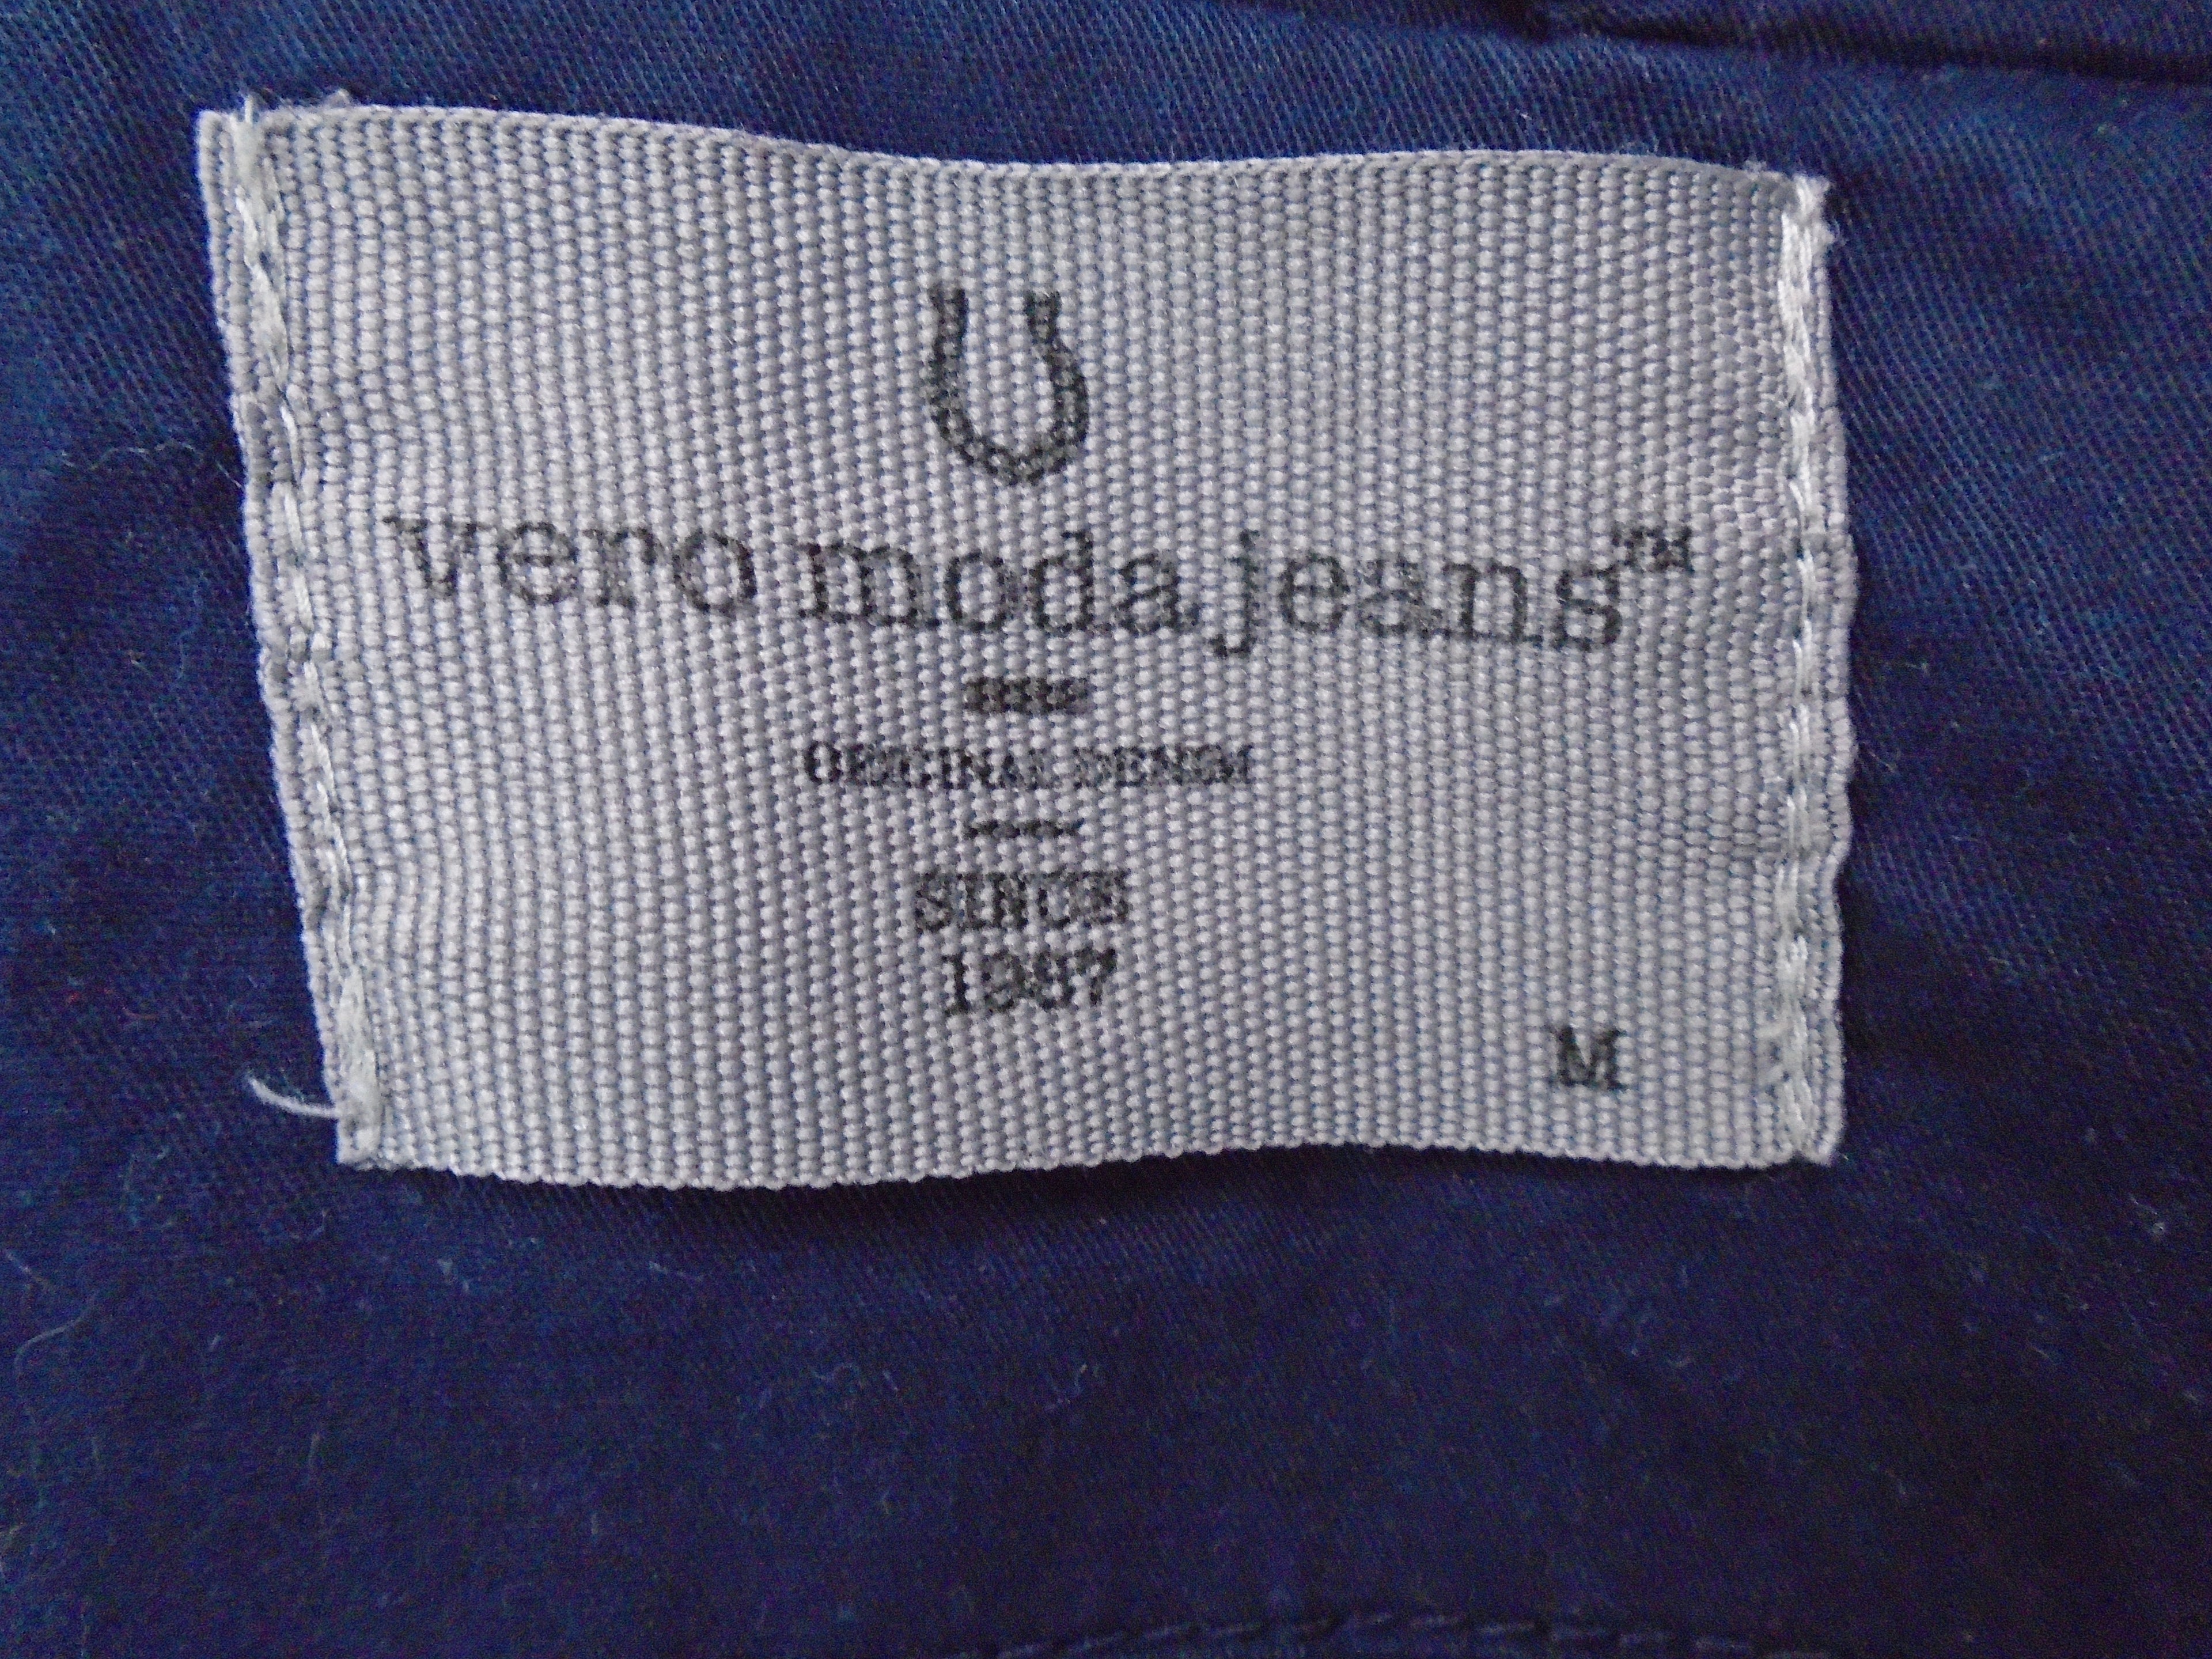 vero moda jeans™
ORIGINAL DENIM
SINCE
1987
M